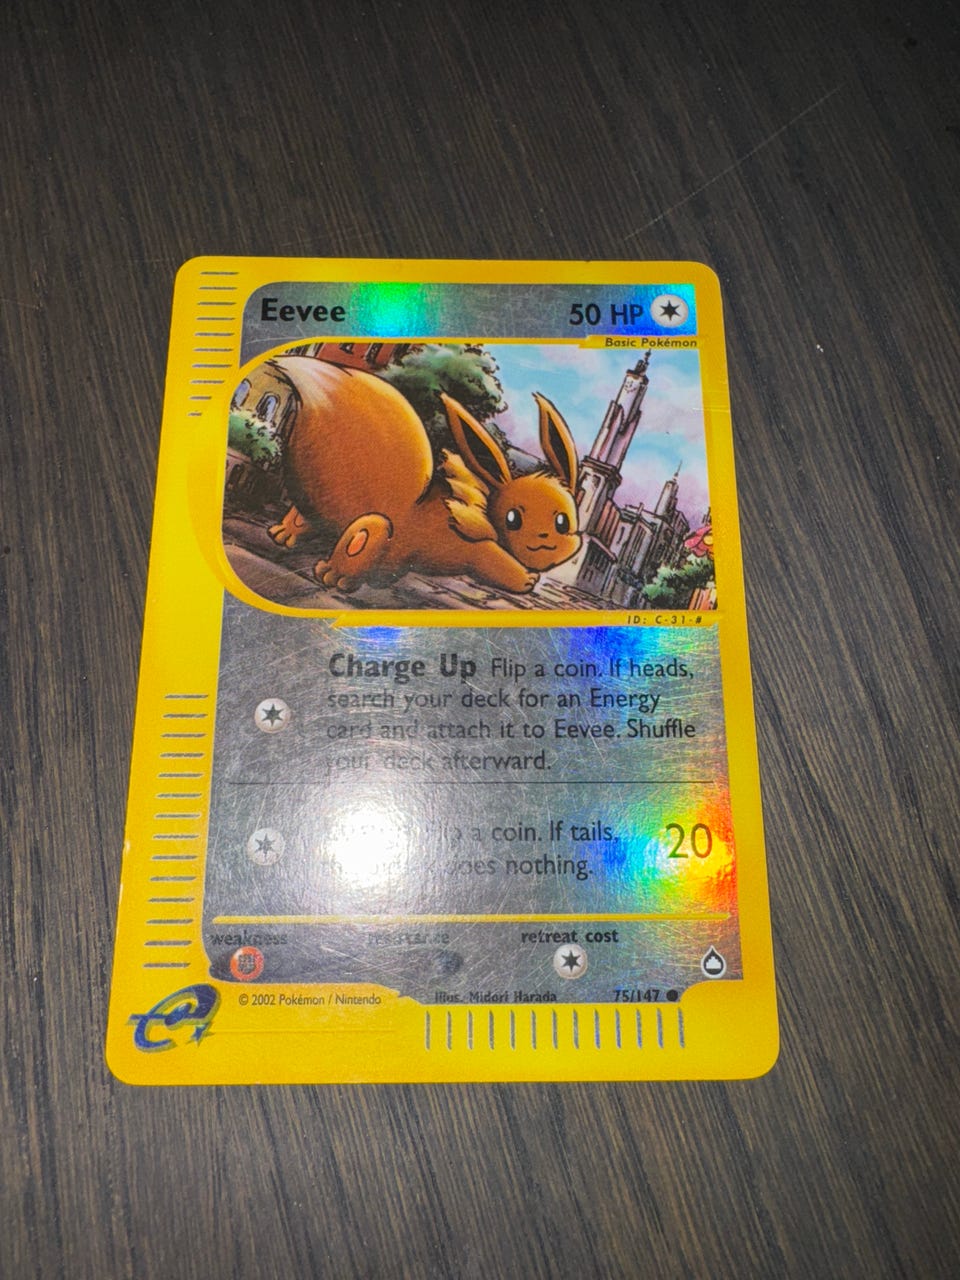 Eevee 50 HP
Basic Pokémon
ID: C-31-#
Charge Up Flip a coin. If heads,
search your deck for an Energy
card and attach it to Eevee. Shuffle
your deck afterward.
a coin. If tails, 20
does nothing.
weakness resistance retreat cost
© 2002 Pokémon / Nintendo Illus. Midori Harada 75/147